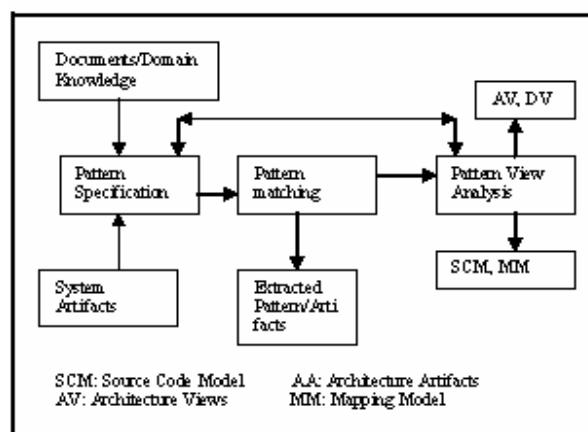 Documents/Domain
Knowledge
AV, DV
Pattern
Specification
Pattern
matching
Pattern View
Analysis
System
Artifacts
Extracted
Pattern/Arti
facts
SCM, MM
SCM: Source Code Model AA: Architecture Artifacts
AV: Architecture Views MM: Mapping Model